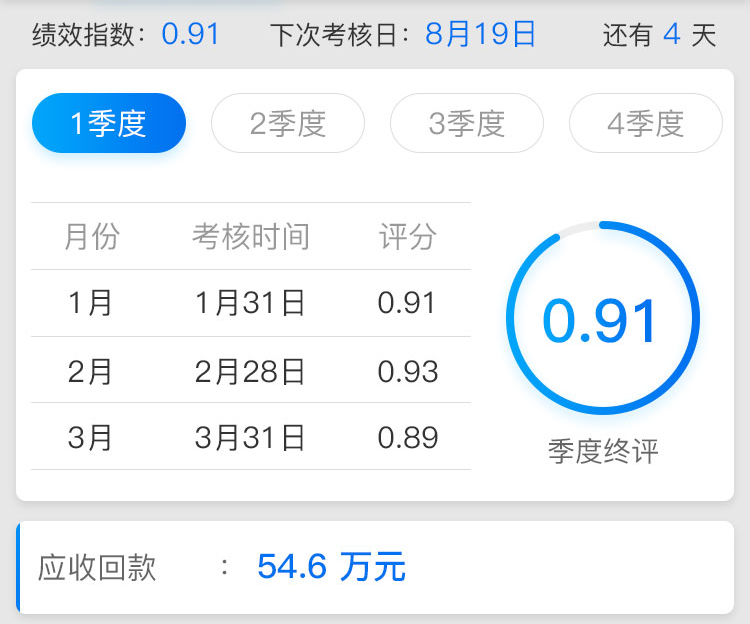 绩效指数：0.91 下次考核日：8月19日 还有 4 天
1季度 2季度 3季度 4季度
月份 考核时间 评分
1月 1月31日 0.91
2月 2月28日 0.93
3月 3月31日 0.89
0.91
季度终评
应收回款 ： 54.6 万元